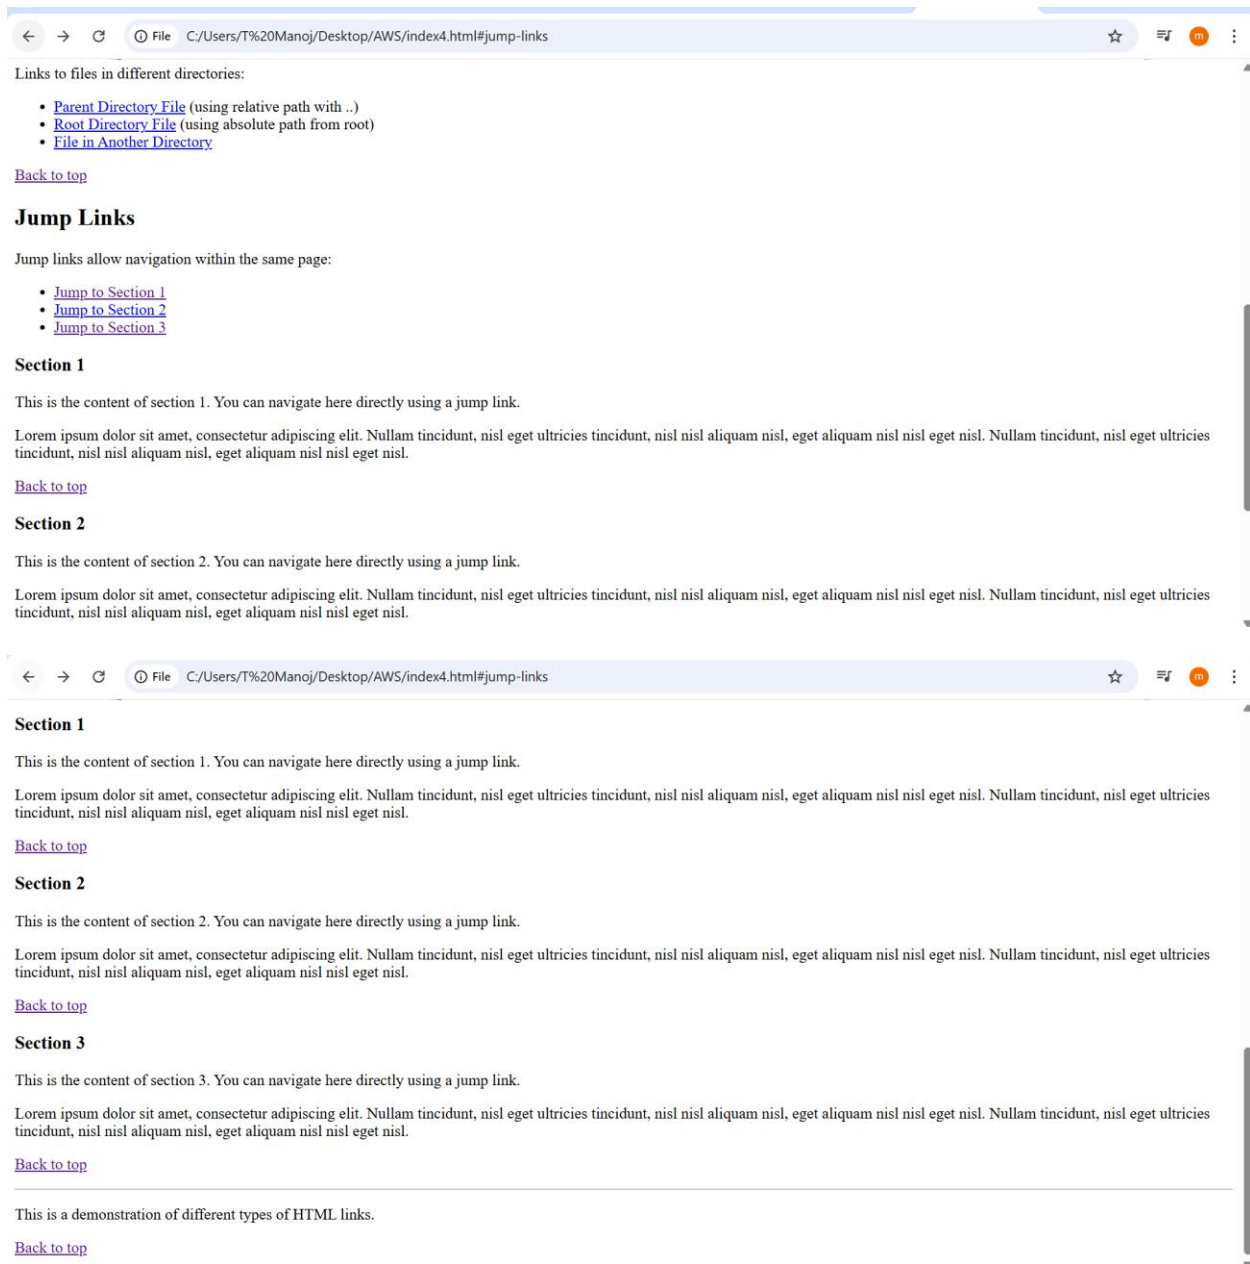 File C:/Users/T%20Manoj/Desktop/AWS/index4.html#jump-links
m
Links to files in different directories:
• Parent Directory File (using relative path with ..)
• Root Directory File (using absolute path from root)
• File in Another Directory
Back to top
Jump Links
Jump links allow navigation within the same page:
• Jump to Section 1
• Jump to Section 2
• Jump to Section 3
Section 1
This is the content of section 1. You can navigate here directly using a jump link.
Lorem ipsum dolor sit amet, consectetur adipiscing elit. Nullam tincidunt, nisl eget ultricies tincidunt, nisl nisl aliquam nisl, eget aliquam nisl nisl eget nisl. Nullam tincidunt, nisl eget ultricies
tincidunt, nisl nisl aliquam nisl, eget aliquam nisl nisl eget nisl.
Back to top
Section 2
This is the content of section 2. You can navigate here directly using a jump link.
Lorem ipsum dolor sit amet, consectetur adipiscing elit. Nullam tincidunt, nisl eget ultricies tincidunt, nisl nisl aliquam nisl, eget aliquam nisl nisl eget nisl. Nullam tincidunt, nisl eget ultricies
tincidunt, nisl nisl aliquam nisl, eget aliquam nisl nisl eget nisl.
File C:/Users/T%20Manoj/Desktop/AWS/index4.html#jump-links
m
Section 1
This is the content of section 1. You can navigate here directly using a jump link.
Lorem ipsum dolor sit amet, consectetur adipiscing elit. Nullam tincidunt, nisl eget ultricies tincidunt, nisl nisl aliquam nisl, eget aliquam nisl nisl eget nisl. Nullam tincidunt, nisl eget ultricies
tincidunt, nisl nisl aliquam nisl, eget aliquam nisl nisl eget nisl.
Back to top
Section 2
This is the content of section 2. You can navigate here directly using a jump link.
Lorem ipsum dolor sit amet, consectetur adipiscing elit. Nullam tincidunt, nisl eget ultricies tincidunt, nisl nisl aliquam nisl, eget aliquam nisl nisl eget nisl. Nullam tincidunt, nisl eget ultricies
tincidunt, nisl nisl aliquam nisl, eget aliquam nisl nisl eget nisl.
Back to top
Section 3
This is the content of section 3. You can navigate here directly using a jump link.
Lorem ipsum dolor sit amet, consectetur adipiscing elit. Nullam tincidunt, nisl eget ultricies tincidunt, nisl nisl aliquam nisl, eget aliquam nisl nisl eget nisl. Nullam tincidunt, nisl eget ultricies
tincidunt, nisl nisl aliquam nisl, eget aliquam nisl nisl eget nisl.
Back to top
This is a demonstration of different types of HTML links.
Back to top